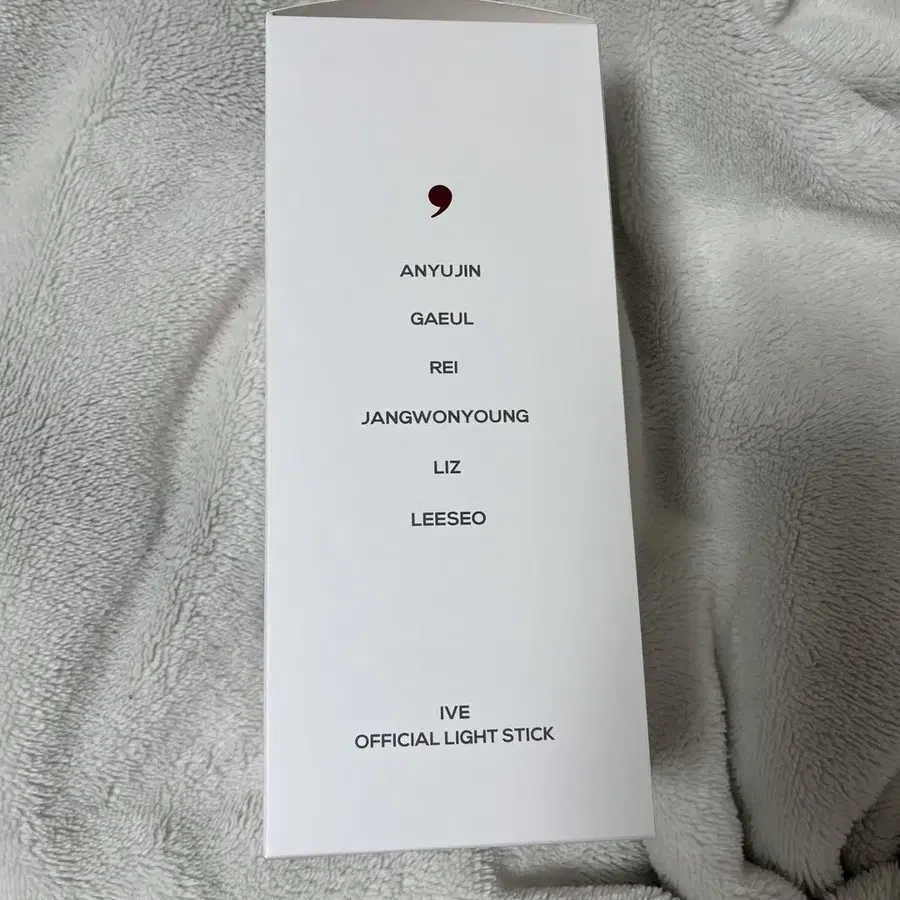 ,
ANYUJIN
GAEUL
REI
JANGWONYOUNG
LIZ
LEESEO
IVE
OFFICIAL LIGHT STICK